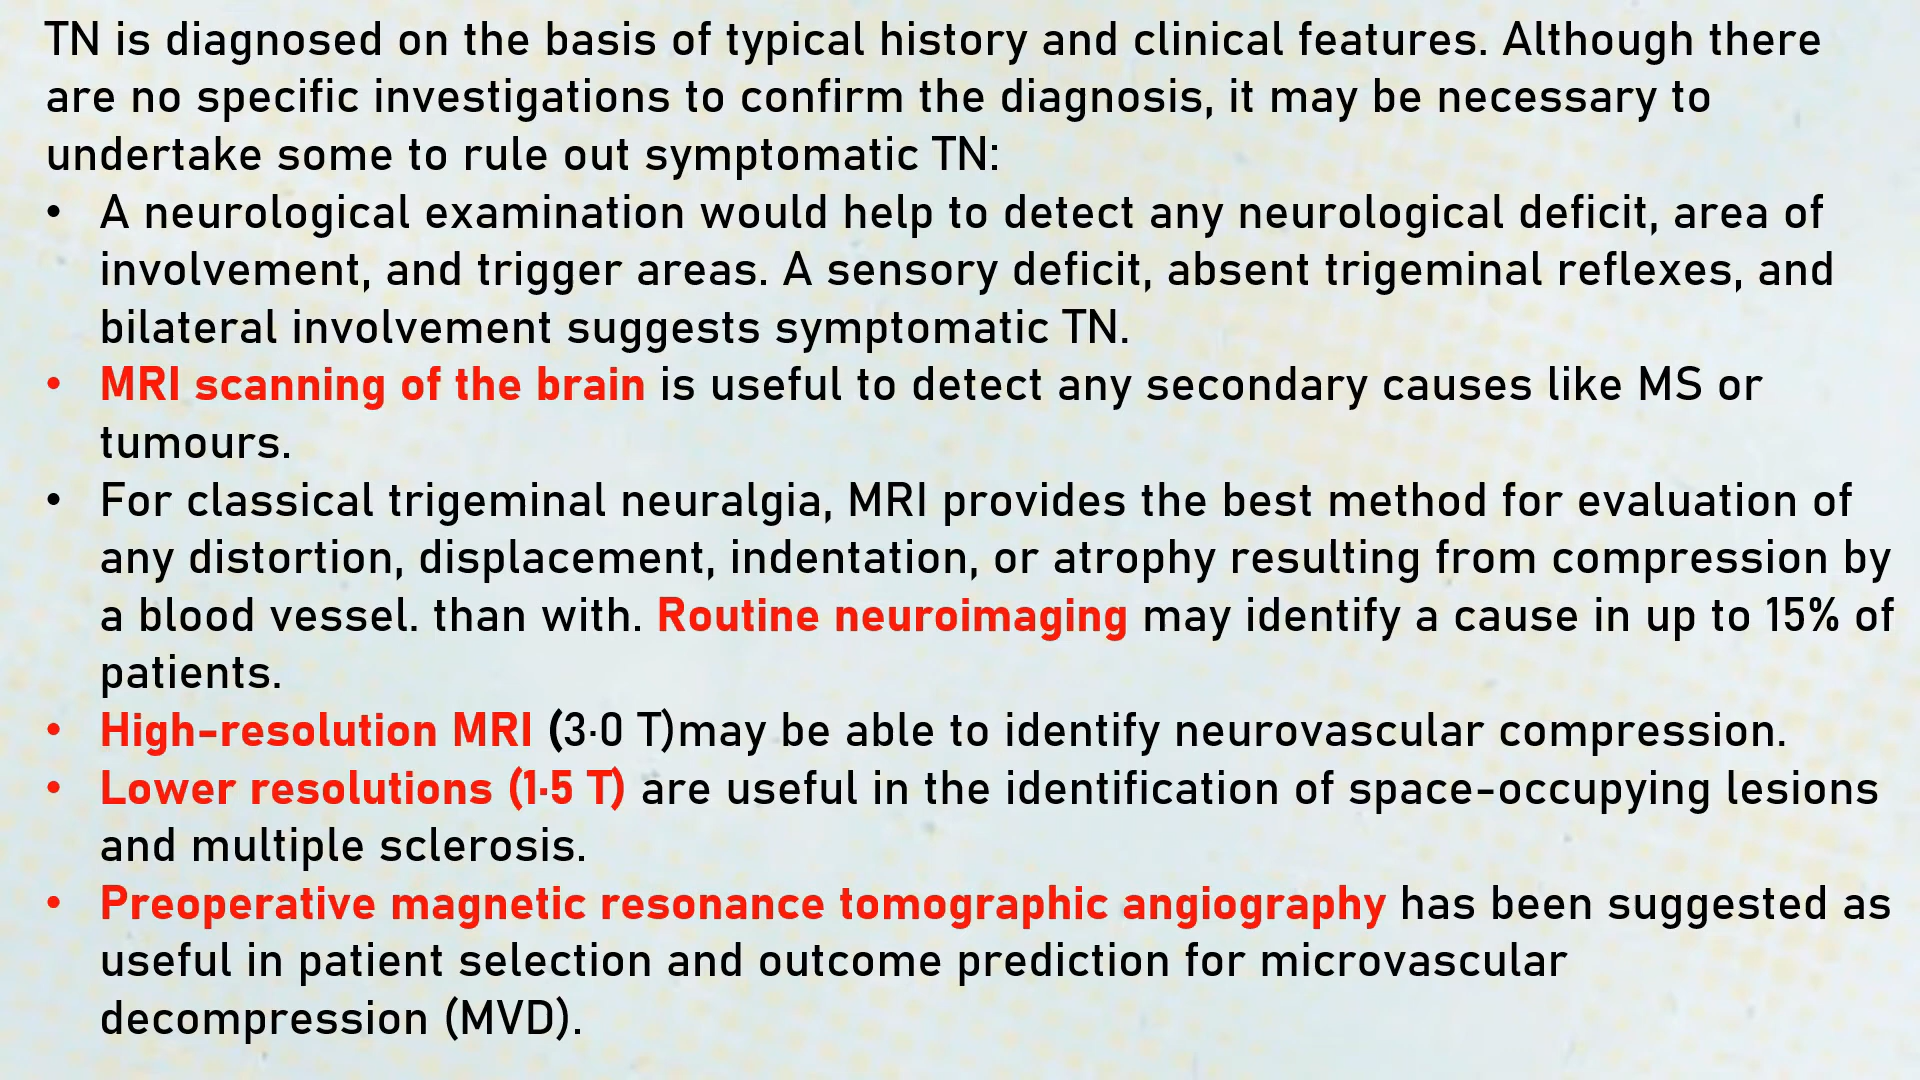 TN is diagnosed on the basis of typical history and clinical features. Although there
are no specific investigations to confirm the diagnosis, it may be necessary to
undertake some to rule out symptomatic TN:
• A neurological examination would help to detect any neurological deficit, area of
involvement, and trigger areas. A sensory deficit, absent trigeminal reflexes, and
bilateral involvement suggests symptomatic TN.
• MRI scanning of the brain is useful to detect any secondary causes like MS or
tumours.
• For classical trigeminal neuralgia, MRI provides the best method for evaluation of
any distortion, displacement, indentation, or atrophy resulting from compression by
a blood vessel. than with. Routine neuroimaging may identify a cause in up to 15% of
patients.
• High-resolution MRI (3·0 T)may be able to identify neurovascular compression.
• Lower resolutions (1·5 T) are useful in the identification of space-occupying lesions
and multiple sclerosis.
• Preoperative magnetic resonance tomographic angiography has been suggested as
useful in patient selection and outcome prediction for microvascular
decompression (MVD).